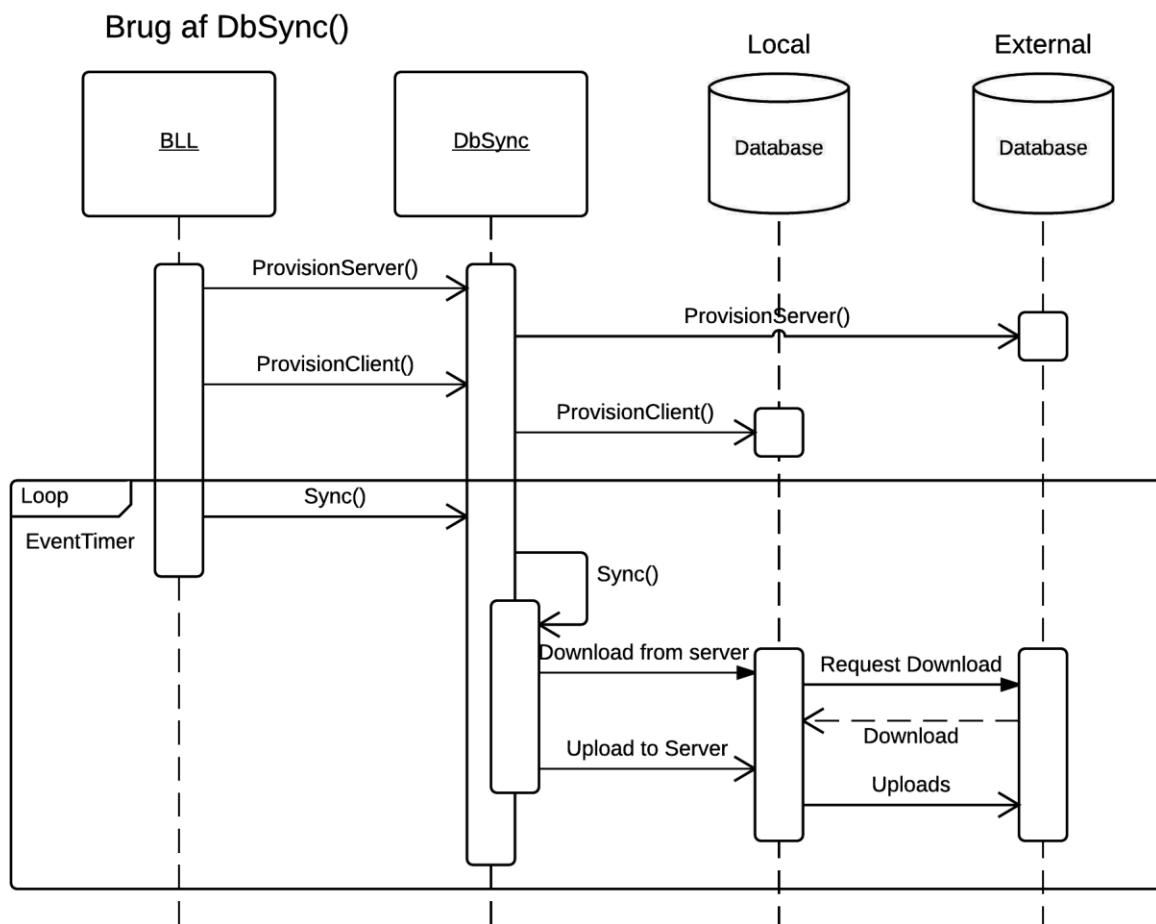 Brug af DbSync()
Local
External
BLL
DbSync
Database
Database
ProvisionServer()
ProvisionServer()
ProvisionClient()
ProvisionClient()
Loop
Sync()
EventTimer
Sync()
Download from server
Request Download
Download
Upload to Server
Uploads